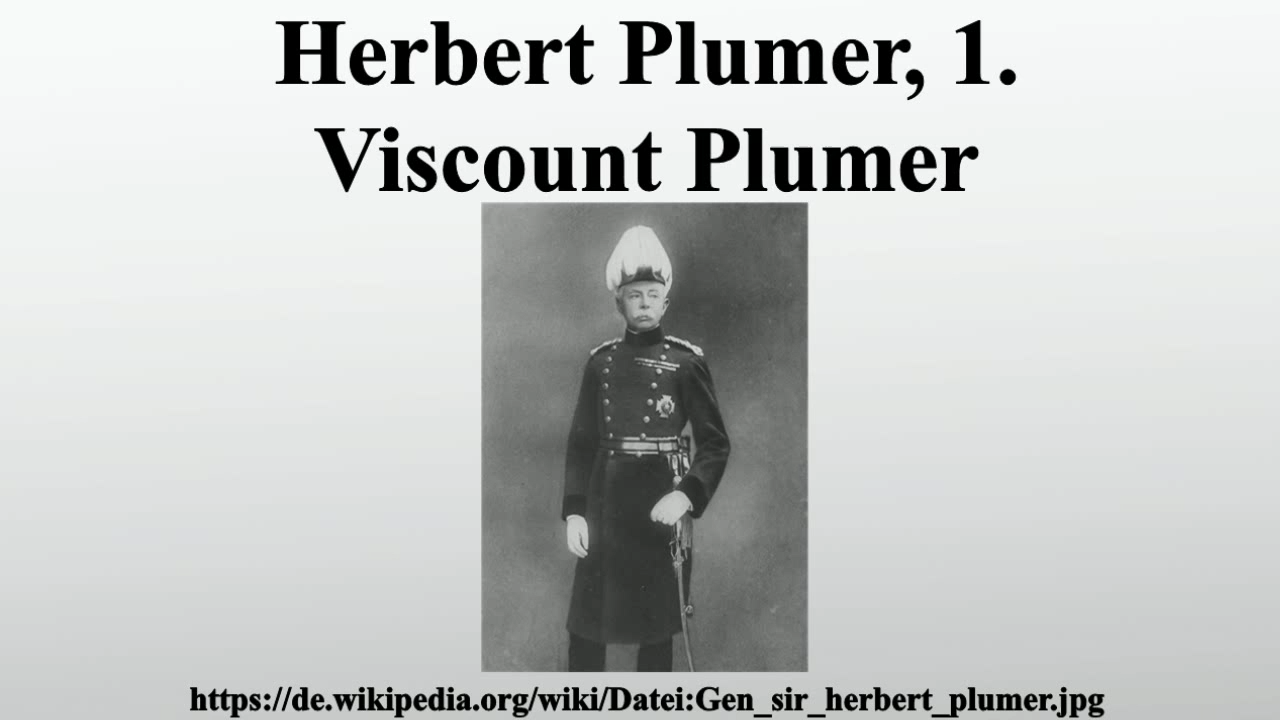 Herbert Plumer, 1.
Viscount Plumer
https://de.wikipedia.org/wiki/Datei:Gen_sir_herbert_plumer.jpg